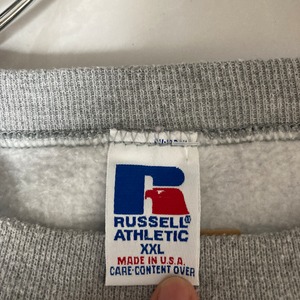 RUSSELL
ATHLETIC
XXL
MADE IN U.S.A.
CARE-CONTENT OVER